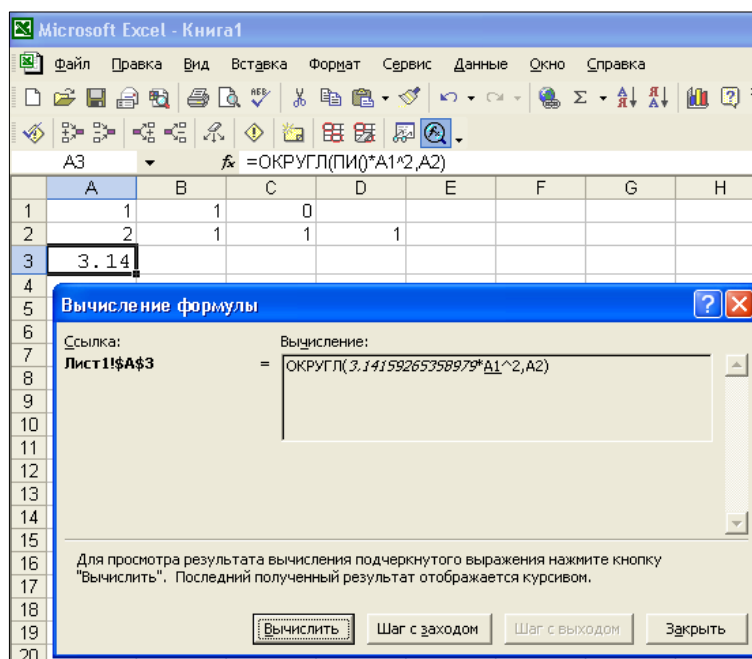 Microsoft Excel - Книга1
Файл Правка Вид Вставка Формат Сервис Данные Окно Справка
A3 fx =ОКРУГЛ(ПИ()*A1^2,A2)
A B C D E F G H
1 1 1 0
2 2 1 1 1
3 3.14
4
5
6
7
8
9
10
11
12
13
14
15
16
17
18
19
20
Вычисление формулы
Ссылка: Вычисление:
Лист1!$A$3 = ОКРУГЛ(3.14159265358979*A1^2,A2)
Для просмотра результата вычисления подчеркнутого выражения нажмите кнопку
"Вычислить". Последний полученный результат отображается курсивом.
Вычислить Шаг с заходом Шаг с выходом Закрыть